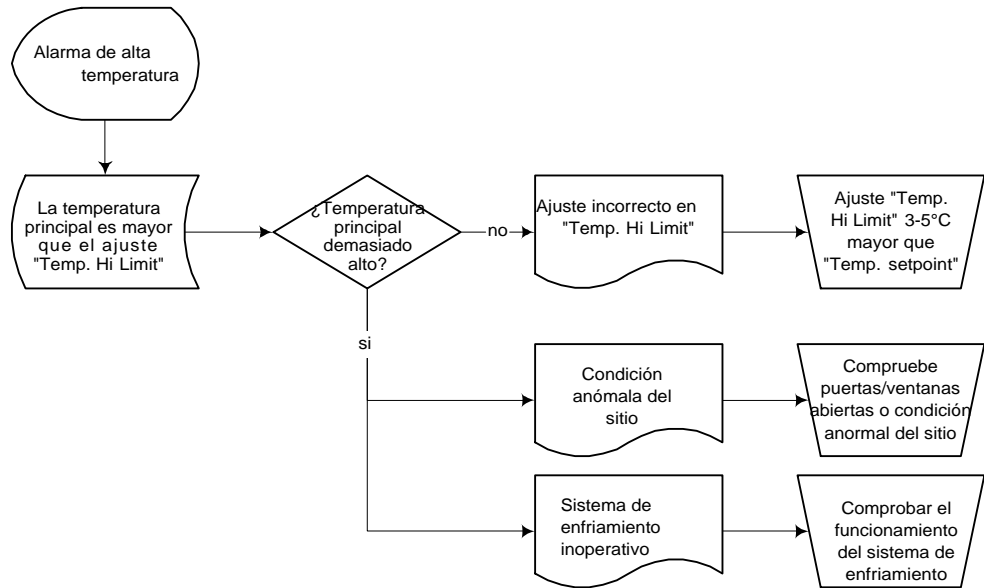 Alarma de alta
temperatura
La temperatura
principal es mayor
que el ajuste
"Temp. Hi Limit"
¿Temperatura
principal
demasiado
alto?
no
Ajuste incorrecto en
"Temp. Hi Limit"
Ajuste "Temp.
Hi Limit" 3-5°C
mayor que
"Temp. setpoint"
si
Condición
anómala del
sitio
Compruebe
puertas/ventanas
abiertas o condición
anormal del sitio
Sistema de
enfriamiento
inoperativo
Comprobar el
funcionamiento
del sistema de
enfriamiento